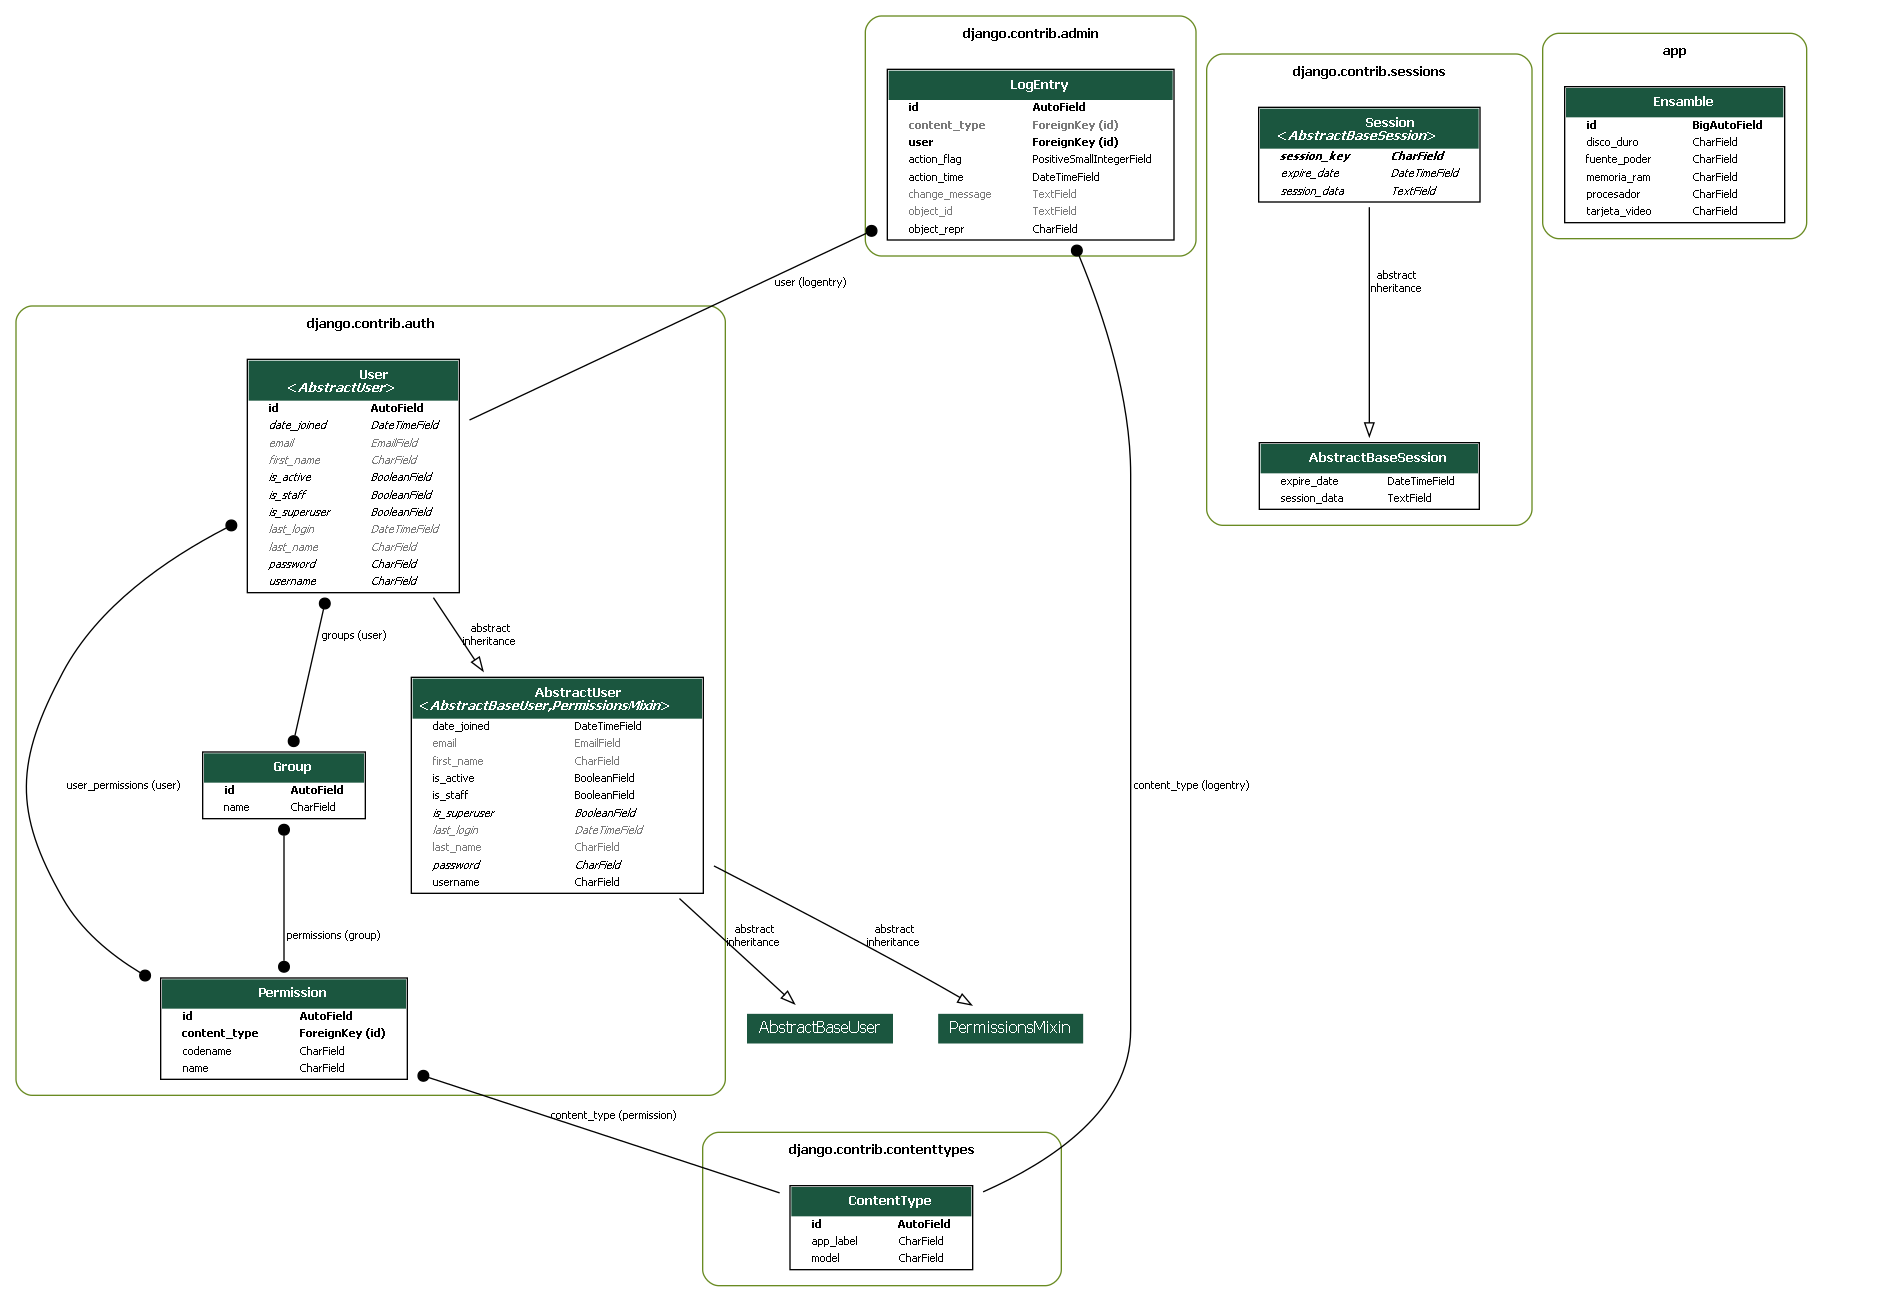 django.contrib.admin
LogEntry
id AutoField
content_type ForeignKey (id)
user ForeignKey (id)
action_flag PositiveSmallIntegerField
action_time DateTimeField
change_message TextField
object_id TextField
object_repr CharField
django.contrib.sessions
Session
<AbstractBaseSession>
session_key CharField
expire_date DateTimeField
session_data TextField
abstract
inheritance
AbstractBaseSession
expire_date DateTimeField
session_data TextField
app
Ensamble
id BigAutoField
disco_duro CharField
fuente_poder CharField
memoria_ram CharField
procesador CharField
tarjeta_video CharField
user (logentry)
django.contrib.auth
User
<AbstractUser>
id AutoField
date_joined DateTimeField
email EmailField
first_name CharField
is_active BooleanField
is_staff BooleanField
is_superuser BooleanField
last_login DateTimeField
last_name CharField
password CharField
username CharField
groups (user)
abstract
inheritance
AbstractUser
<AbstractBaseUser,PermissionsMixin>
date_joined DateTimeField
email EmailField
first_name CharField
is_active BooleanField
is_staff BooleanField
is_superuser BooleanField
last_login DateTimeField
last_name CharField
password CharField
username CharField
Group
id AutoField
name CharField
user_permissions (user)
content_type (logentry)
permissions (group)
abstract
inheritance
abstract
inheritance
Permission
id AutoField
content_type ForeignKey (id)
codename CharField
name CharField
AbstractBaseUser
PermissionsMixin
content_type (permission)
django.contrib.contenttypes
ContentType
id AutoField
app_label CharField
model CharField